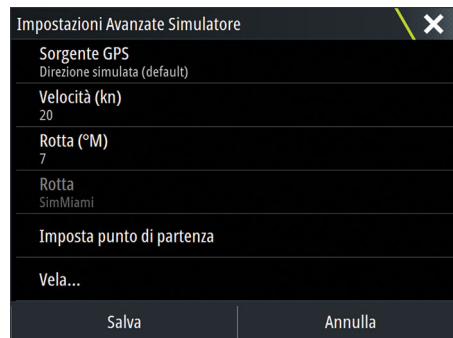 Impostazioni Avanzate Simulatore
Sorgente GPS
Direzione simulata (default)
Velocità (kn)
20
Rotta (°M)
7
Rotta
SimMiami
Imposta punto di partenza
Vela...
Salva
Annulla